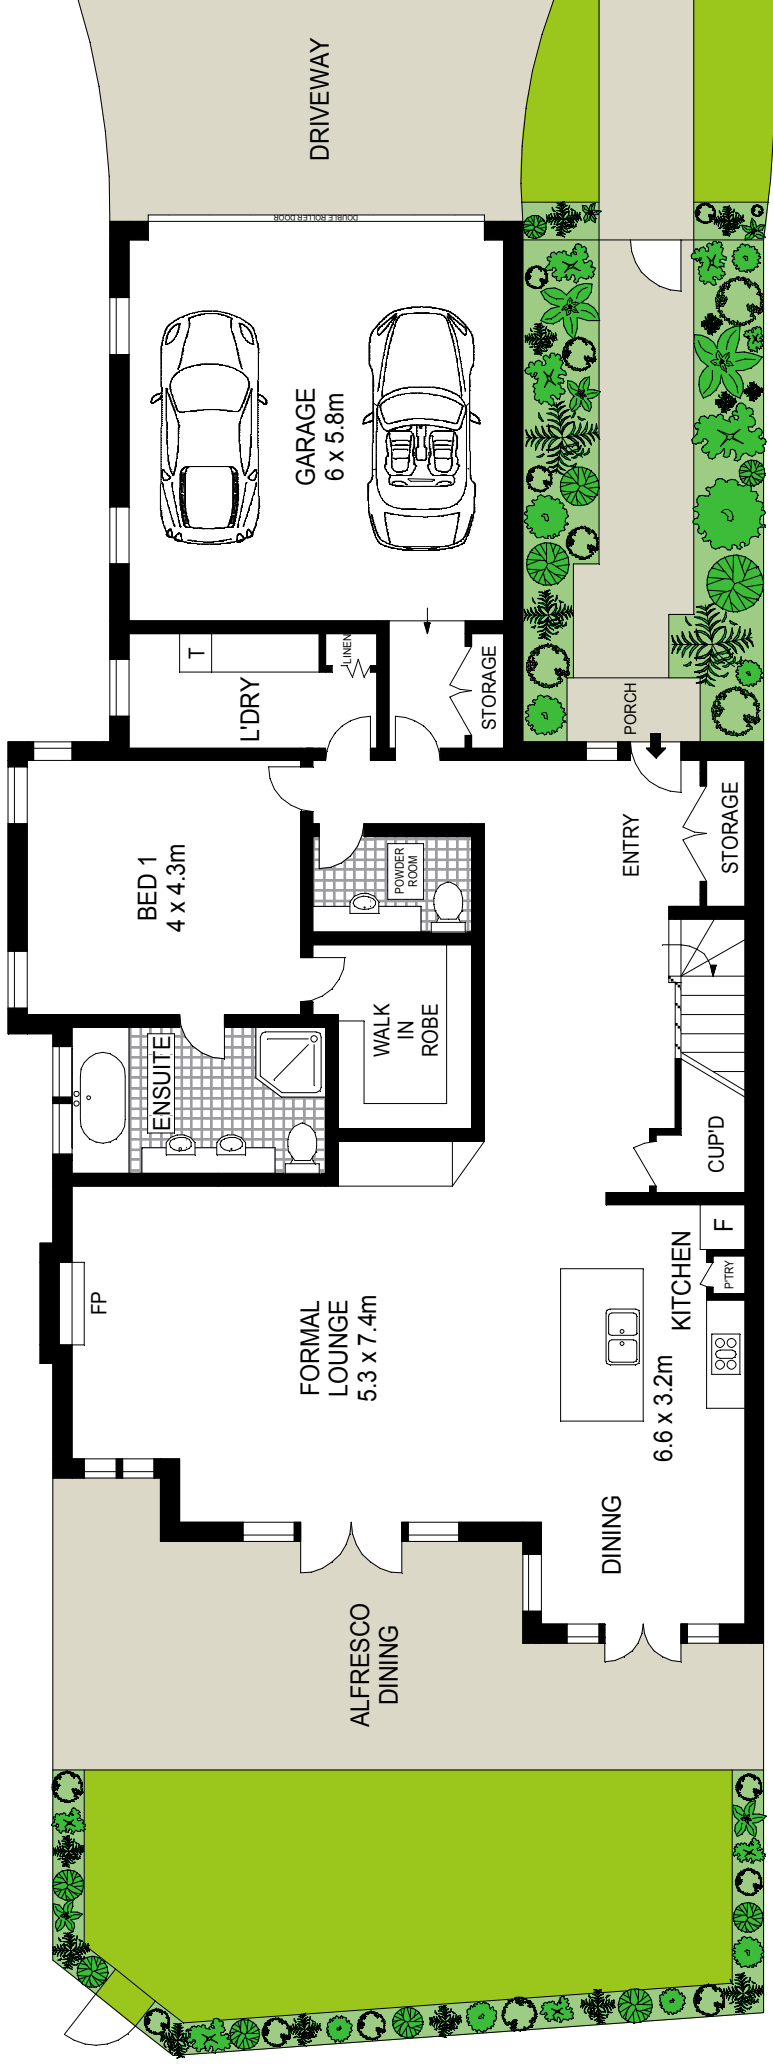 DRIVEWAY
DOUBLE ROLLER DOOR
GARAGE
6 x 5.8m
T
LINEN
L'DRY
STORAGE
PORCH
BED 1
4 x 4.3m
POWDER
ROOM
ENTRY
STORAGE
ENSUITE
WALK
IN
ROBE
CUP'D
FP
FORMAL
LOUNGE
5.3 x 7.4m
KITCHEN
F
P'TRY
6.6 x 3.2m
DINING
ALFRESCO
DINING